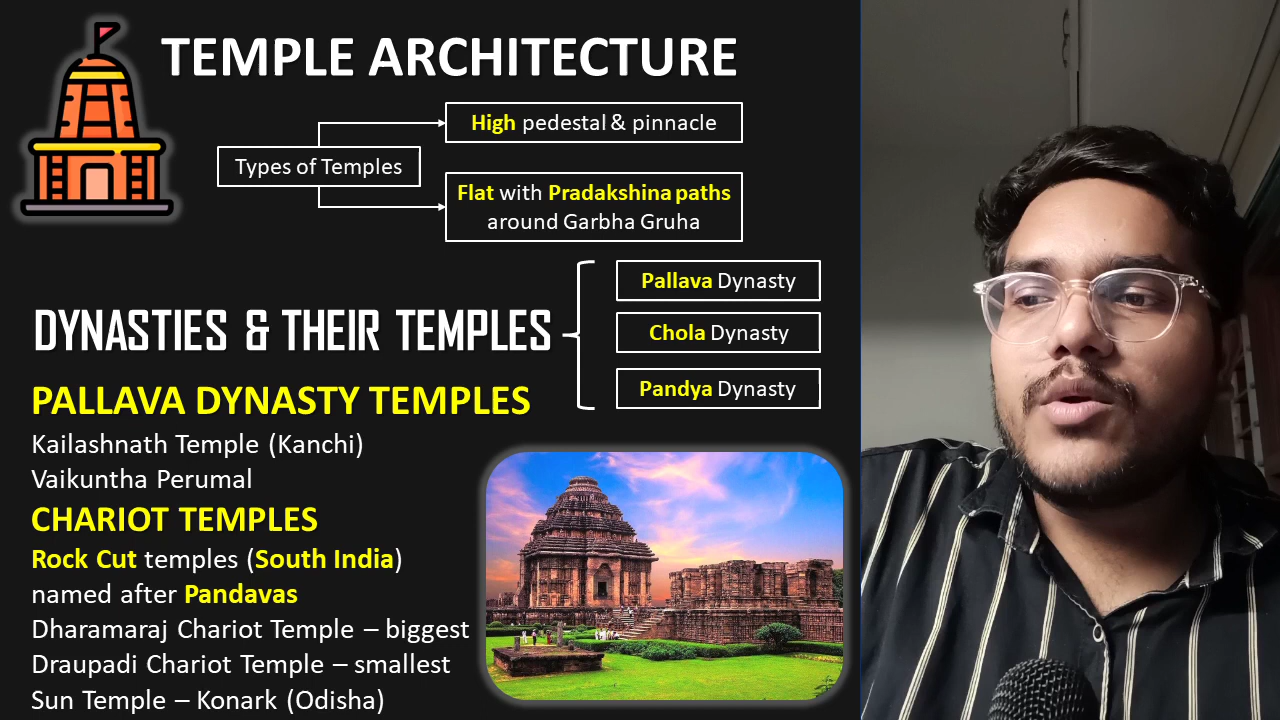 TEMPLE ARCHITECTURE
Types of Temples
High pedestal & pinnacle
Flat with Pradakshina paths
around Garbha Gruha
DYNASTIES & THEIR TEMPLES
Pallava Dynasty
Chola Dynasty
Pandya Dynasty
PALLAVA DYNASTY TEMPLES
Kailashnath Temple (Kanchi)
Vaikuntha Perumal
CHARIOT TEMPLES
Rock Cut temples (South India)
named after Pandavas
Dharamaraj Chariot Temple – biggest
Draupadi Chariot Temple – smallest
Sun Temple – Konark (Odisha)